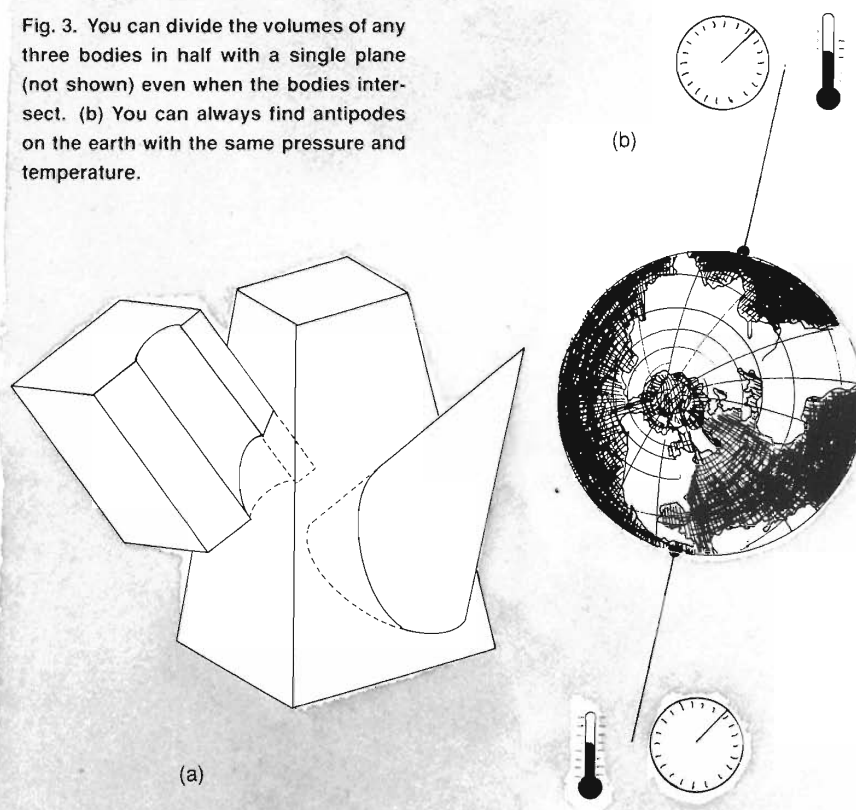 Fig. 3. You can divide the volumes of any
three bodies in half with a single plane
(not shown) even when the bodies inter-
sect. (b) You can always find antipodes
on the earth with the same pressure and
temperature.
(b)
(a)